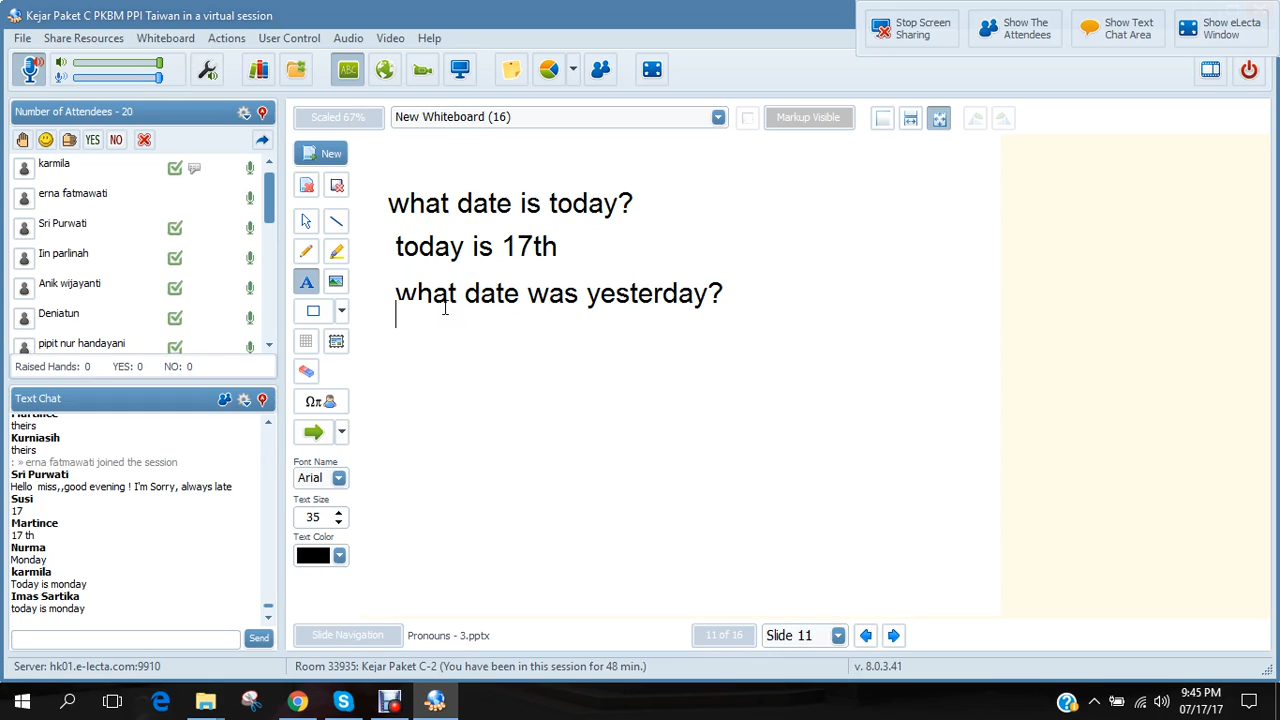 Kejar Paket C PKBM PPI Taiwan in a virtual session
Stop Screen Sharing
Show The Attendees
Show Text Chat Area
Show eLecta Window
File Share Resources Whiteboard Actions User Control Audio Video Help
ABC
Number of Attendees - 20
YES NO
karmila
erna fatmawati
Sri Purwati
Iin parlinah
Anik wijayanti
Deniatun
pipit nur handayani
Raised Hands: 0 YES: 0 NO: 0
Text Chat
Martince
theirs
Kurniasih
theirs
: » erna fatmawati joined the session
Sri Purwati
Hello miss,,good evening ! I'm Sorry, always late
Susi
17
Martince
17 th
Nurma
Monday
karmila
Today is monday
Imas Sartika
today is monday
Send
Scaled 67%
New Whiteboard (16)
Markup Visible
New
A
Ωπ
Font Name
Arial
Text Size
35
Text Color
what date is today?
today is 17th
what date was yesterday?
Slide Navigation
Pronouns - 3.pptx
11 of 16
Slide 11
Server: hk01.e-lecta.com:9910
Room 33935: Kejar Paket C-2 (You have been in this session for 48 min.)
v. 8.0.3.41
9:45 PM
07/17/17